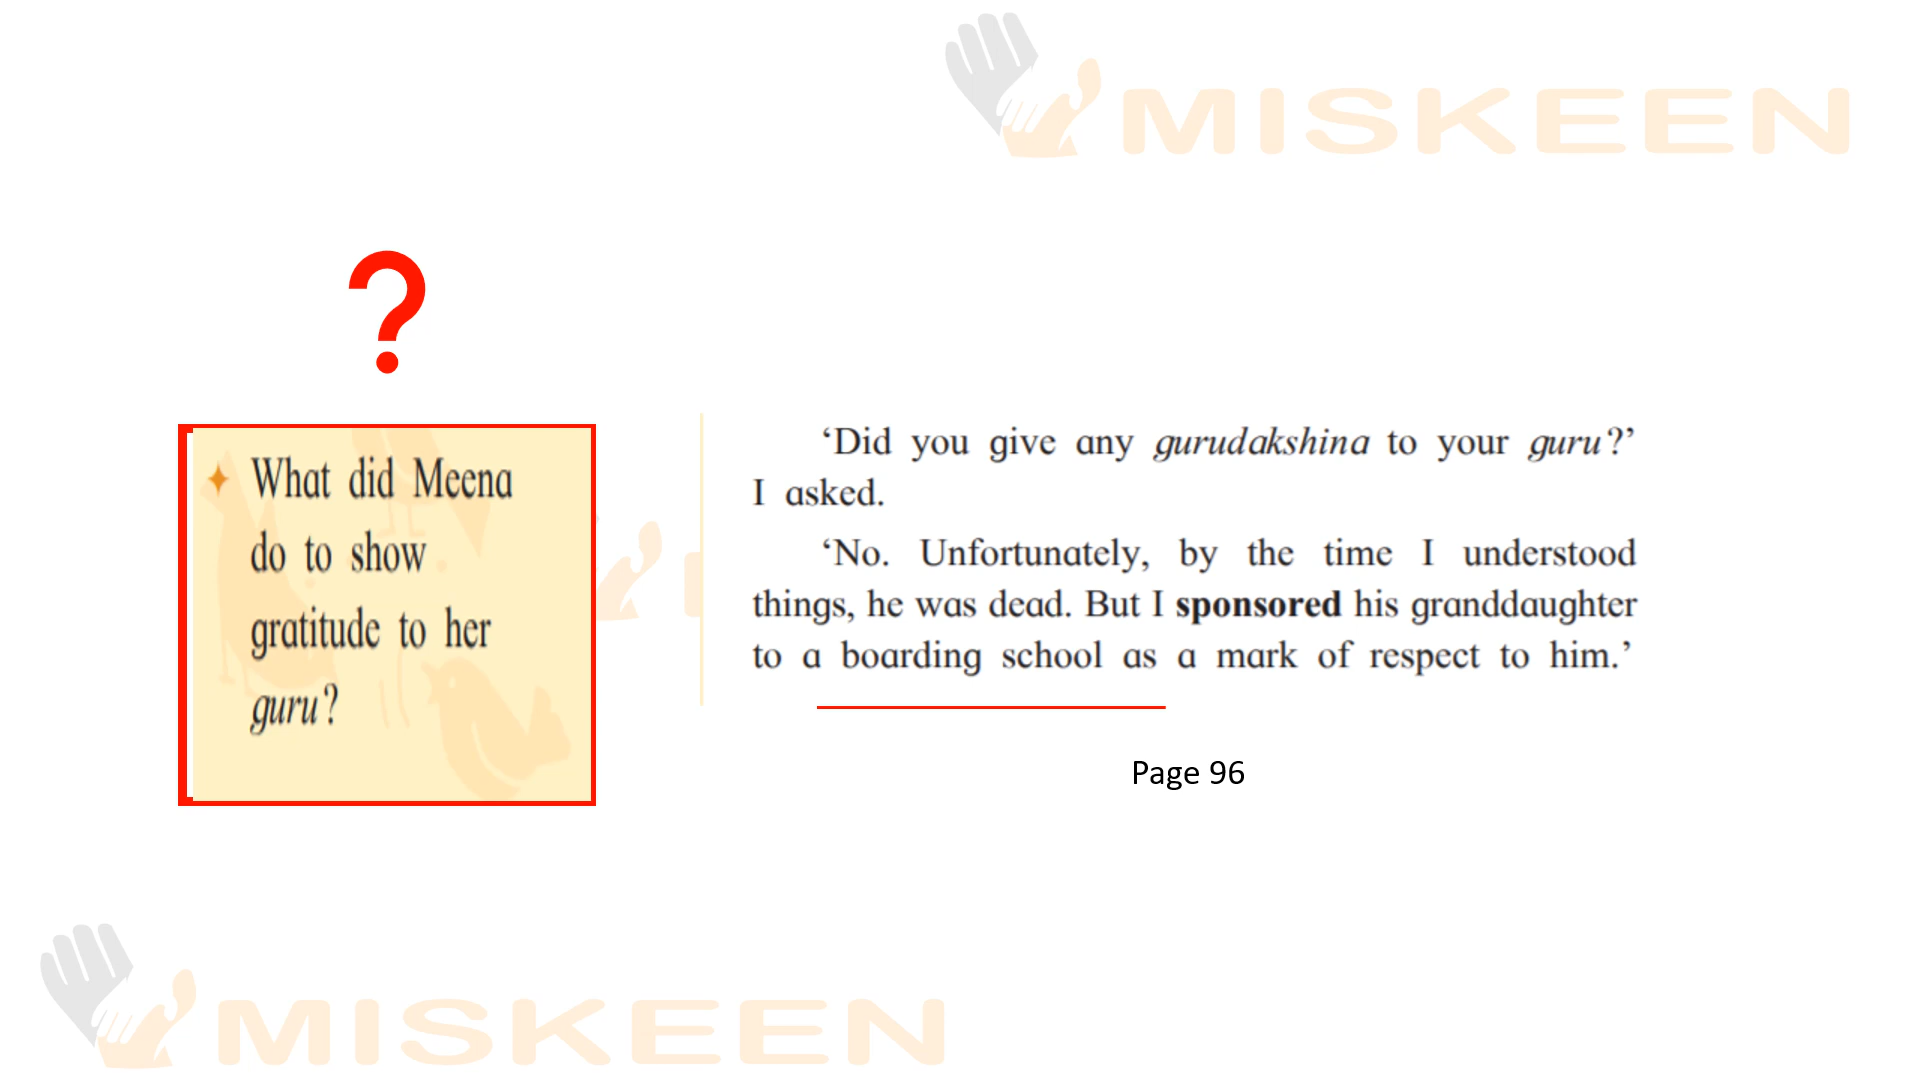 MISKEEN
?
What did Meena
do to show
gratitude to her
guru?
‘Did you give any gurudakshina to your guru?’
I asked.
‘No. Unfortunately, by the time I understood
things, he was dead. But I sponsored his granddaughter
to a boarding school as a mark of respect to him.’
Page 96
MISKEEN